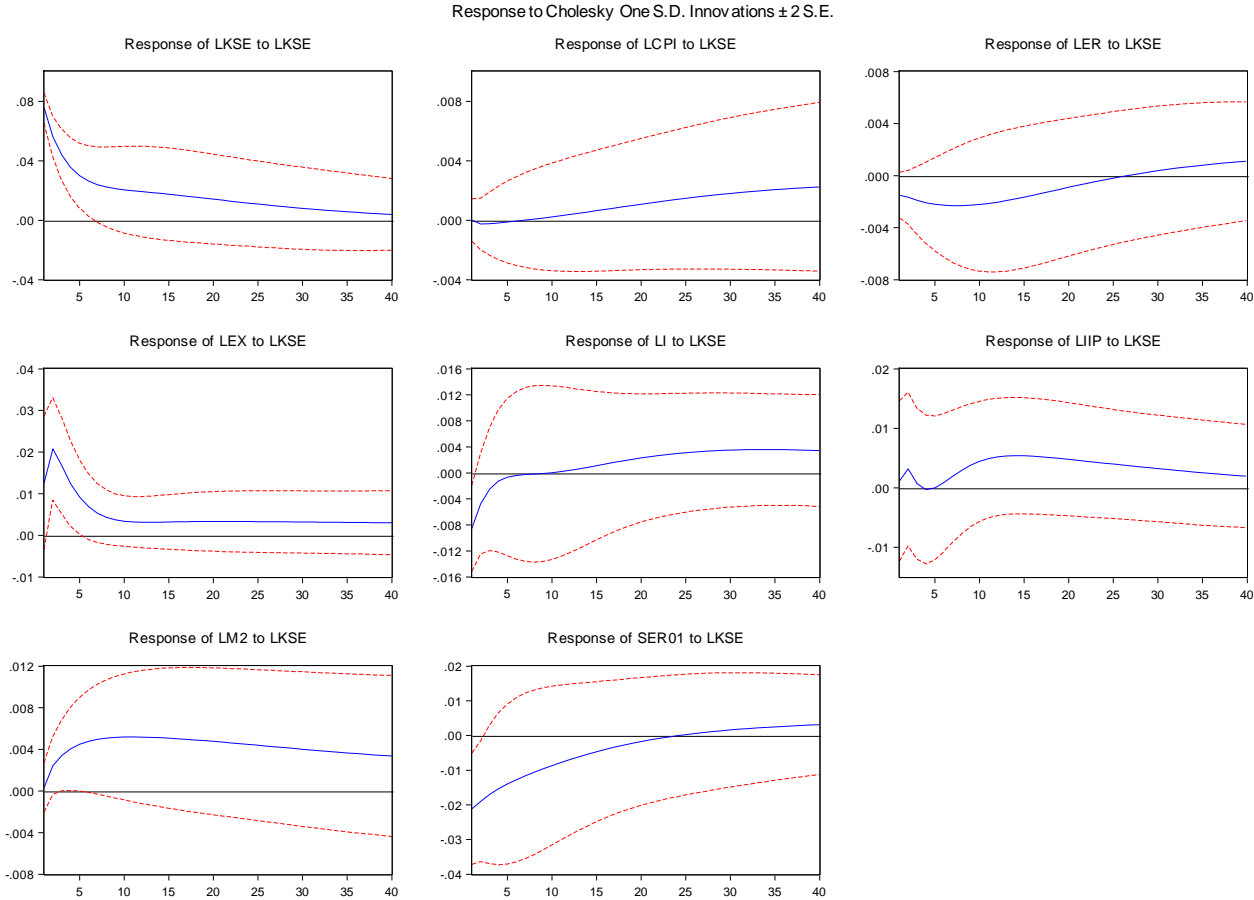 Response to Cholesky One S.D. Innovations ± 2 S.E.
Response of LKSE to LKSE
.08
.04
.00
-.04
5 10 15 20 25 30 35 40
Response of LCPI to LKSE
.008
.004
.000
-.004
5 10 15 20 25 30 35 40
Response of LER to LKSE
.008
.004
.000
-.004
-.008
5 10 15 20 25 30 35 40
Response of LEX to LKSE
.04
.03
.02
.01
.00
-.01
5 10 15 20 25 30 35 40
Response of LI to LKSE
.016
.012
.008
.004
.000
-.004
-.008
-.012
-.016
5 10 15 20 25 30 35 40
Response of LIIP to LKSE
.02
.01
.00
-.01
5 10 15 20 25 30 35 40
Response of LM2 to LKSE
.012
.008
.004
.000
-.004
-.008
5 10 15 20 25 30 35 40
Response of SER01 to LKSE
.02
.01
.00
-.01
-.02
-.03
-.04
5 10 15 20 25 30 35 40